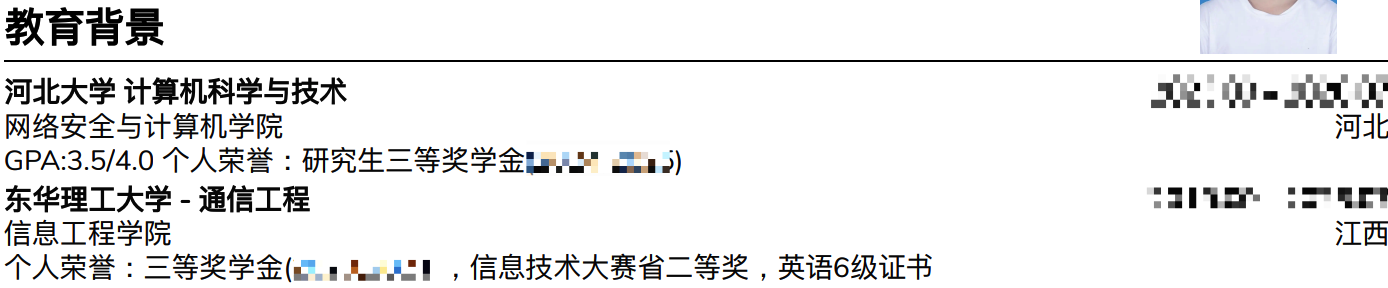 教育背景
河北大学 计算机科学与技术
网络安全与计算机学院 河北
GPA:3.5/4.0 个人荣誉：研究生三等奖学金( 5)
东华理工大学 - 通信工程
信息工程学院 江西
个人荣誉：三等奖学金( ，信息技术大赛省二等奖，英语6级证书